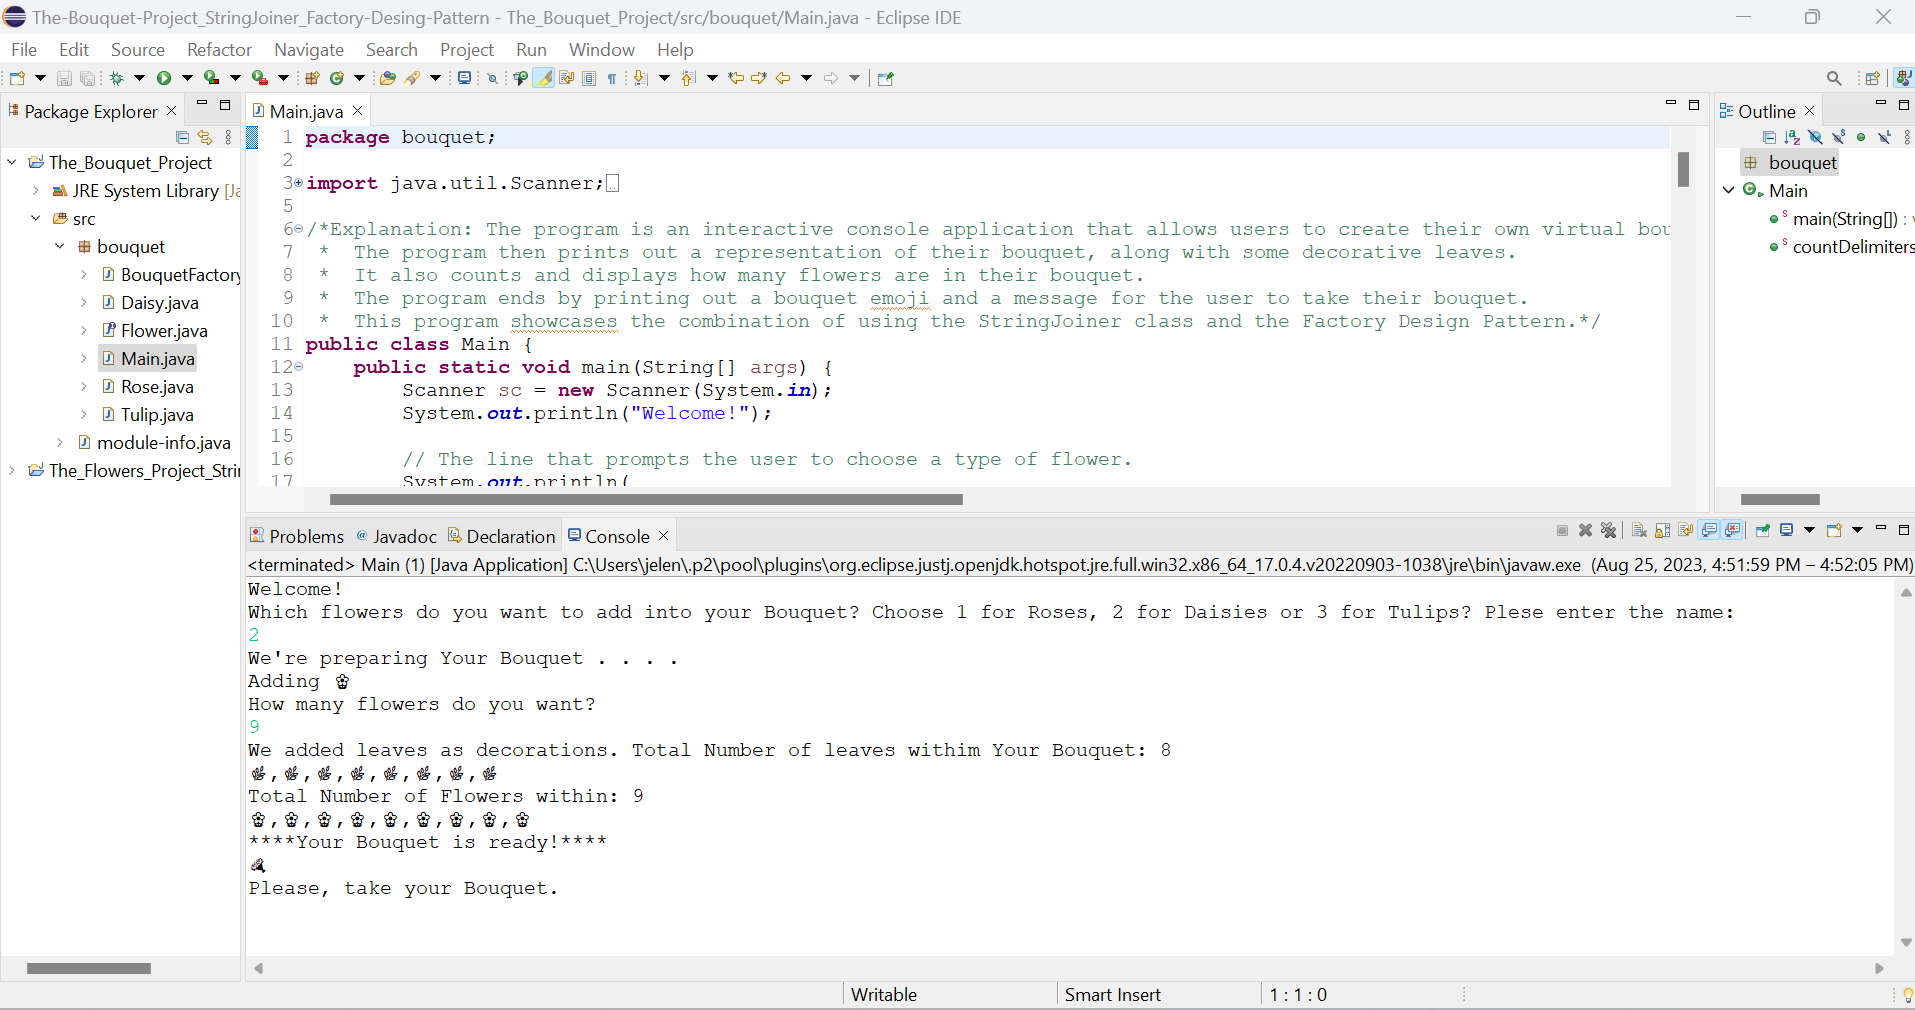 The-Bouquet-Project_StringJoiner_Factory-Desing-Pattern - The_Bouquet_Project/src/bouquet/Main.java - Eclipse IDE
File Edit Source Refactor Navigate Search Project Run Window Help
Package Explorer
The_Bouquet_Project
JRE System Library [Ja
src
bouquet
BouquetFactory
Daisy.java
Flower.java
Main.java
Rose.java
Tulip.java
module-info.java
The_Flowers_Project_Strin
Main.java
1 package bouquet;
2
3 import java.util.Scanner;
5
6 /*Explanation: The program is an interactive console application that allows users to create their own virtual bou
7 * The program then prints out a representation of their bouquet, along with some decorative leaves.
8 * It also counts and displays how many flowers are in their bouquet.
9 * The program ends by printing out a bouquet emoji and a message for the user to take their bouquet.
10 * This program showcases the combination of using the StringJoiner class and the Factory Design Pattern.*/
11 public class Main {
12 public static void main(String[] args) {
13 Scanner sc = new Scanner(System.in);
14 System.out.println("Welcome!");
15
16 // The line that prompts the user to choose a type of flower.
17 System.out.println(
Outline
bouquet
Main
main(String[]) : v
countDelimiters
Problems @ Javadoc Declaration Console
<terminated> Main (1) [Java Application] C:\Users\jelen\.p2\pool\plugins\org.eclipse.justj.openjdk.hotspot.jre.full.win32.x86_64_17.0.4.v20220903-1038\jre\bin\javaw.exe (Aug 25, 2023, 4:51:59 PM – 4:52:05 PM)
Welcome!
Which flowers do you want to add into your Bouquet? Choose 1 for Roses, 2 for Daisies or 3 for Tulips? Plese enter the name:
2
We're preparing Your Bouquet . . . .
Adding 🌼
How many flowers do you want?
9
We added leaves as decorations. Total Number of leaves withim Your Bouquet: 8
🌿,🌿,🌿,🌿,🌿,🌿,🌿,🌿
Total Number of Flowers within: 9
🌼,🌼,🌼,🌼,🌼,🌼,🌼,🌼,🌼
****Your Bouquet is ready!****
💐
Please, take your Bouquet.
Writable Smart Insert 1 : 1 : 0